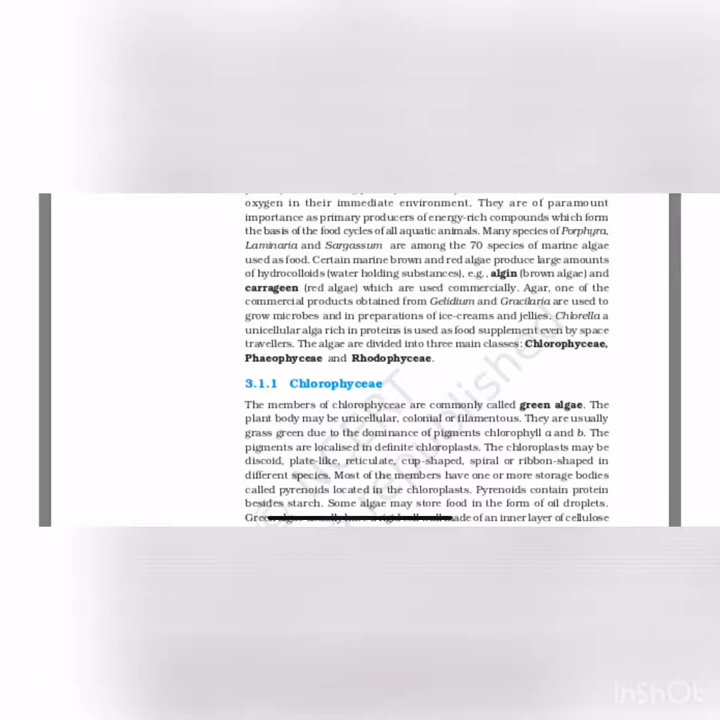 oxygen in their immediate environment. They are of paramount
importance as primary producers of energy-rich compounds which form
the basis of the food cycles of all aquatic animals. Many species of Porphyra,
Laminaria and Sargassum are among the 70 species of marine algae
used as food. Certain marine brown and red algae produce large amounts
of hydrocolloids (water holding substances), e.g., algin (brown algae) and
carrageen (red algae) which are used commercially. Agar, one of the
commercial products obtained from Gelidium and Gracilaria are used to
grow microbes and in preparations of ice-creams and jellies. Chlorella a
unicellular alga rich in proteins is used as food supplement even by space
travellers. The algae are divided into three main classes: Chlorophyceae,
Phaeophyceae and Rhodophyceae.
3.1.1 Chlorophyceae
The members of chlorophyceae are commonly called green algae. The
plant body may be unicellular, colonial or filamentous. They are usually
grass green due to the dominance of pigments chlorophyll a and b. The
pigments are localised in definite chloroplasts. The chloroplasts may be
discoid, plate-like, reticulate, cup-shaped, spiral or ribbon-shaped in
different species. Most of the members have one or more storage bodies
called pyrenoids located in the chloroplasts. Pyrenoids contain protein
besides starch. Some algae may store food in the form of oil droplets.
Green algae usually have a rigid cell wall made of an inner layer of cellulose
© NCERT
republished
InShOt